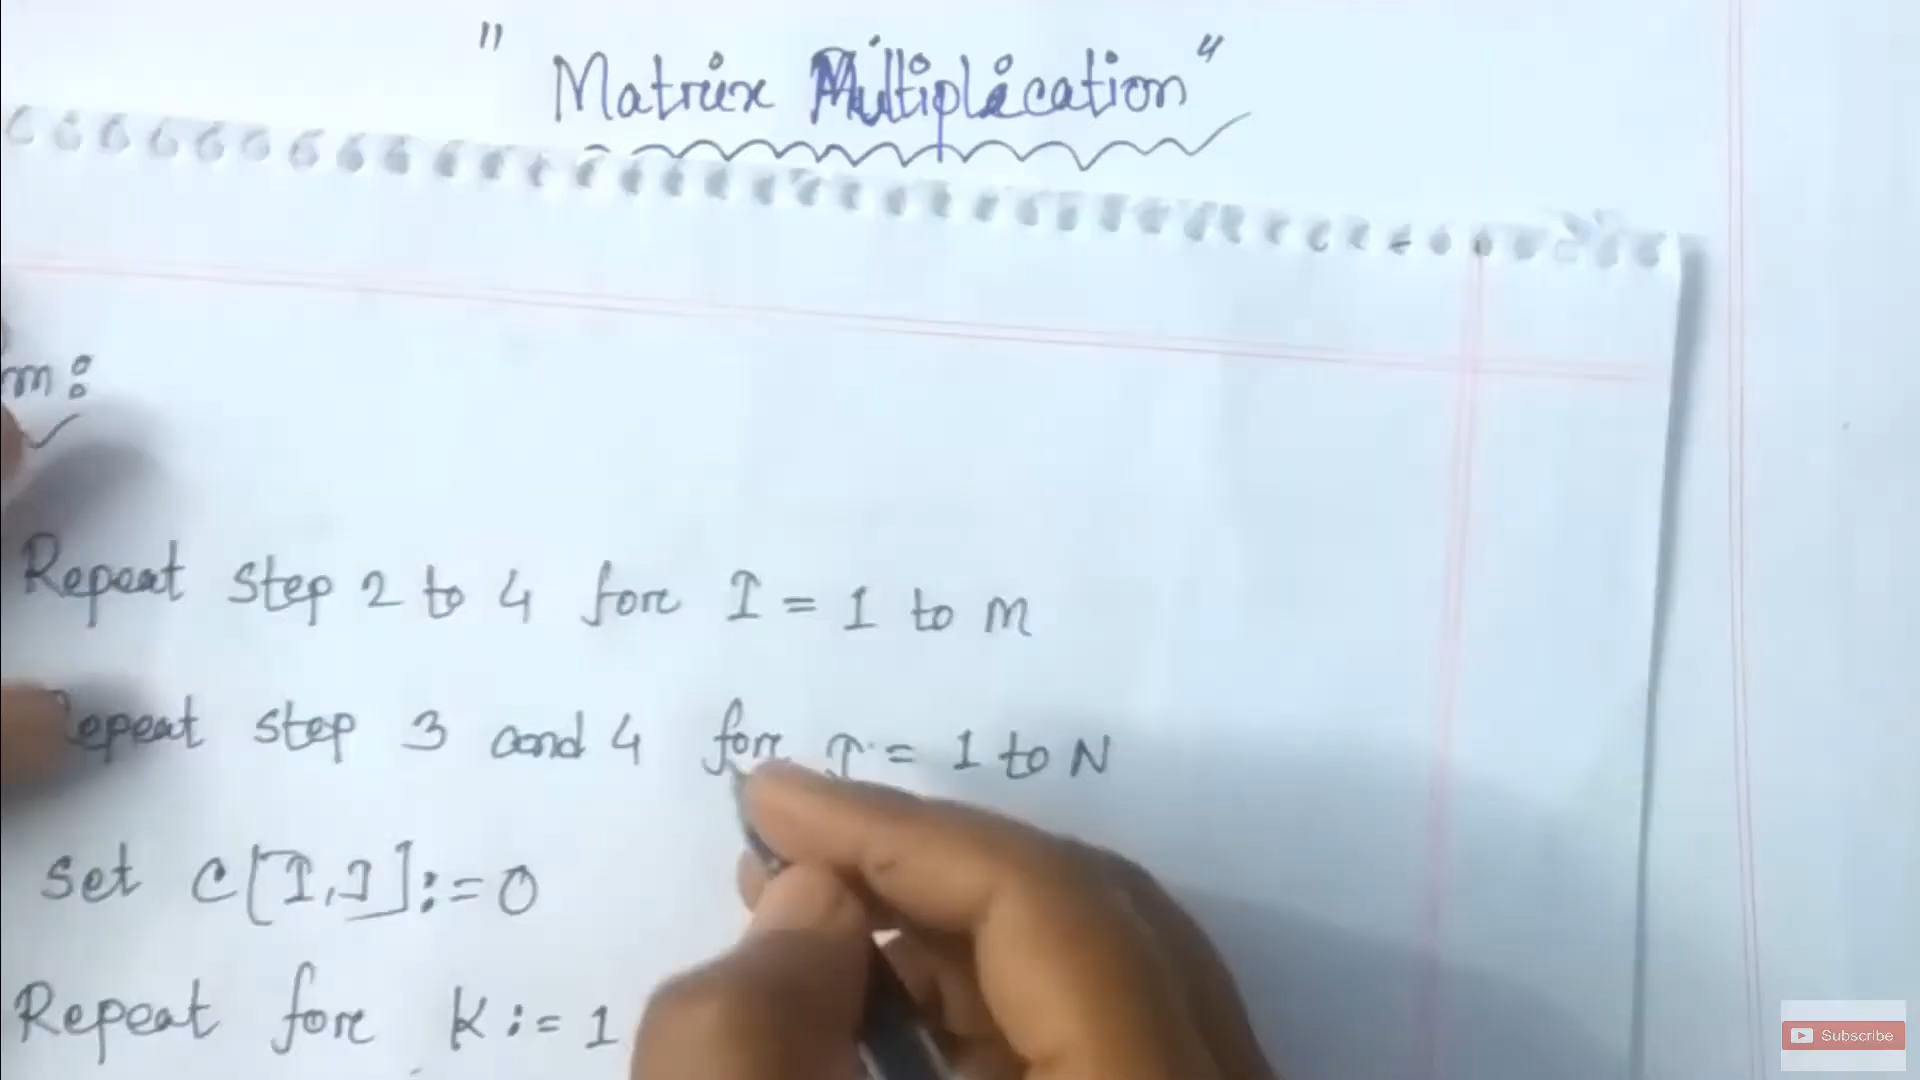 " Matrix Multiplication "
m:
Repeat Step 2 to 4 for I = 1 to M
Repeat step 3 and 4 for = 1 to N
Set C[I,J]:=0
Repeat for K:= 1
Subscribe